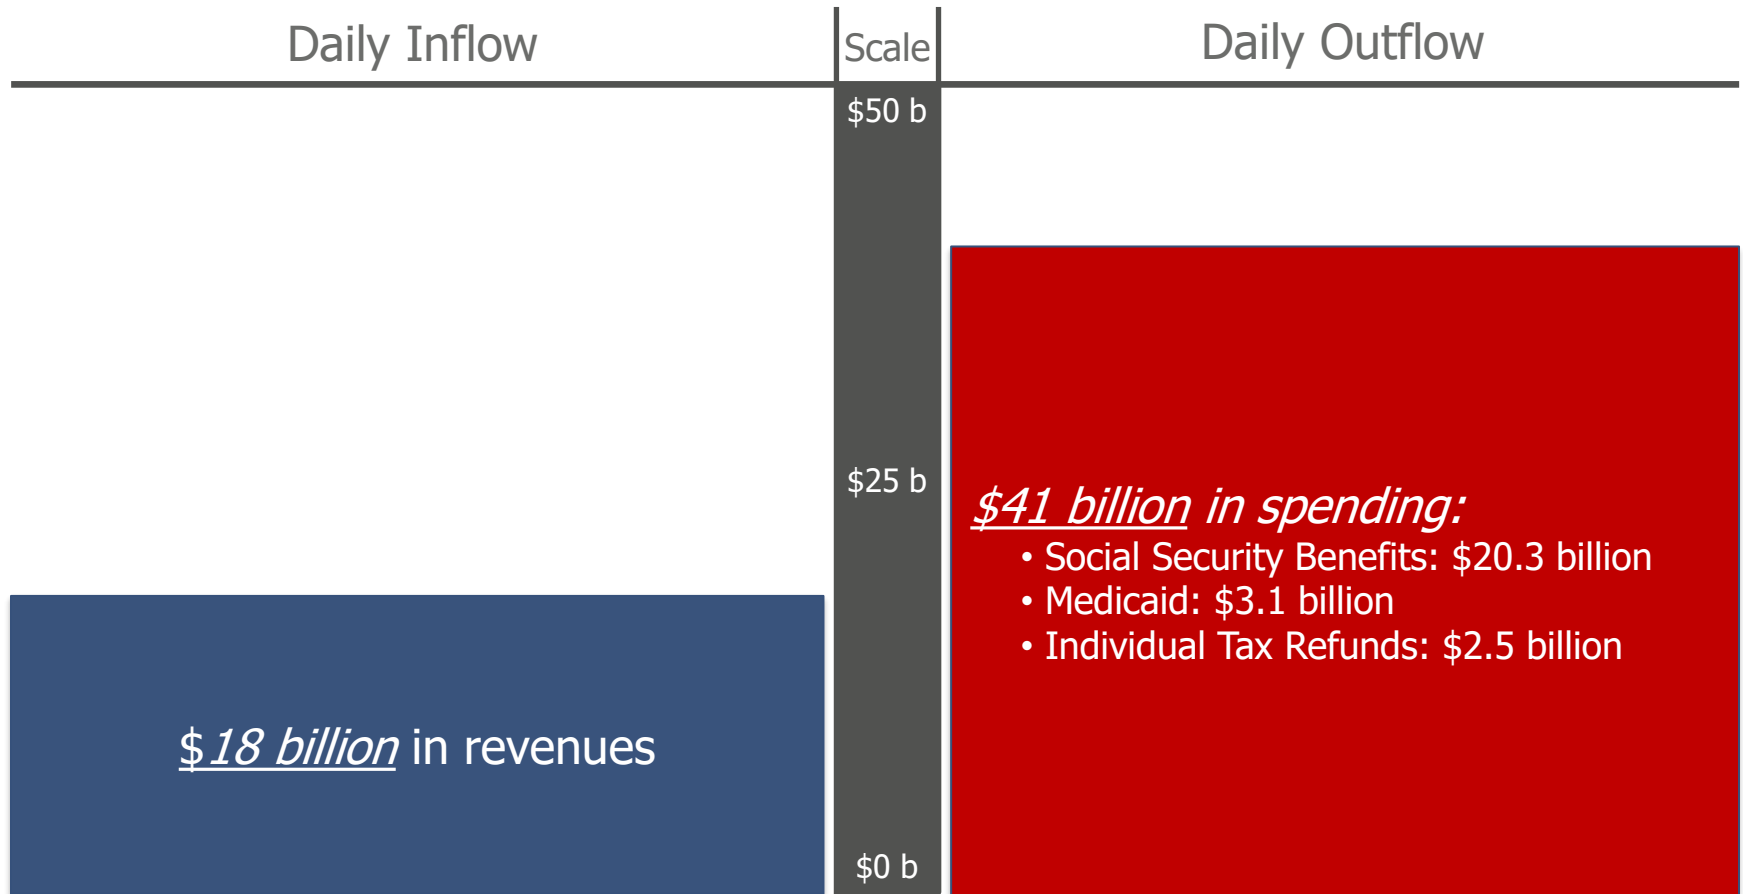 Daily Inflow
Scale
Daily Outflow
$50 b
$25 b
$0 b
$18 billion in revenues
$41 billion in spending:
• Social Security Benefits: $20.3 billion
• Medicaid: $3.1 billion
• Individual Tax Refunds: $2.5 billion